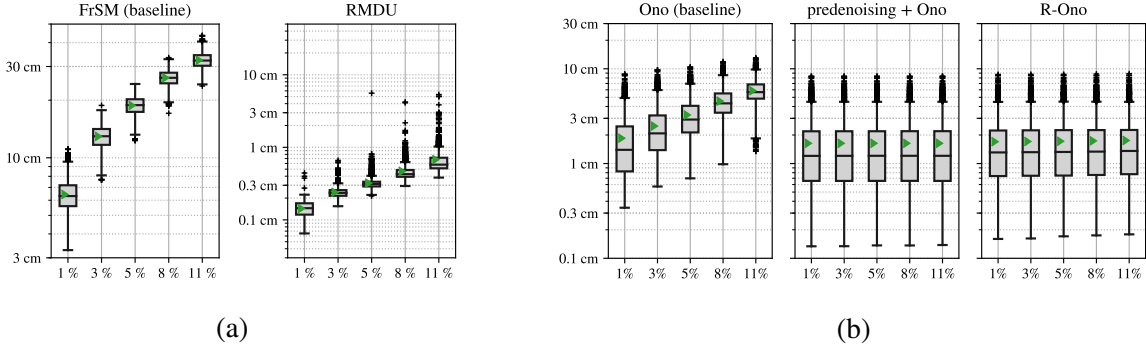 FrSM (baseline)
30 cm
10 cm
3 cm
1 % 3 % 5 % 8 % 11 %
RMDU
10 cm
3 cm
1 cm
0.3 cm
0.1 cm
1 % 3 % 5 % 8 % 11 %
(a)
Ono (baseline)
30 cm
10 cm
3 cm
1 cm
0.3 cm
0.1 cm
1% 3% 5% 8% 11%
predenoising + Ono
1% 3% 5% 8% 11%
R-Ono
1% 3% 5% 8% 11%
(b)